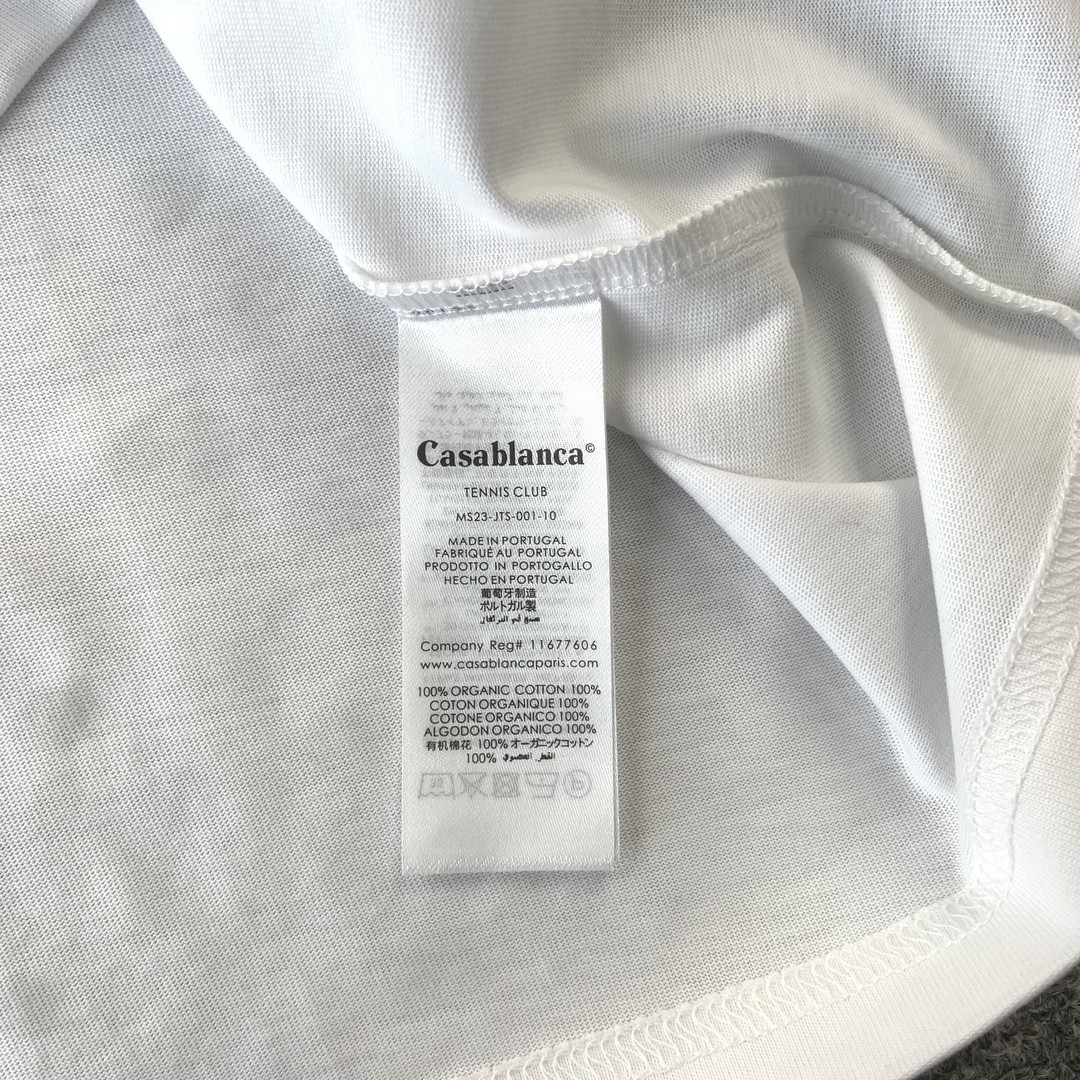 Casablanca©
TENNIS CLUB
MS23-JTS-001-10
MADE IN PORTUGAL
FABRIQUÉ AU PORTUGAL
PRODOTTO IN PORTOGALLO
HECHO EN PORTUGAL
葡萄牙制造
ポルトガル製
Company Reg# 11677606
www.casablancaparis.com
100% ORGANIC COTTON 100%
COTON ORGANIQUE 100%
COTONE ORGANICO 100%
ALGODON ORGANICO 100%
有机棉花 100% オーガニックコットン
100%